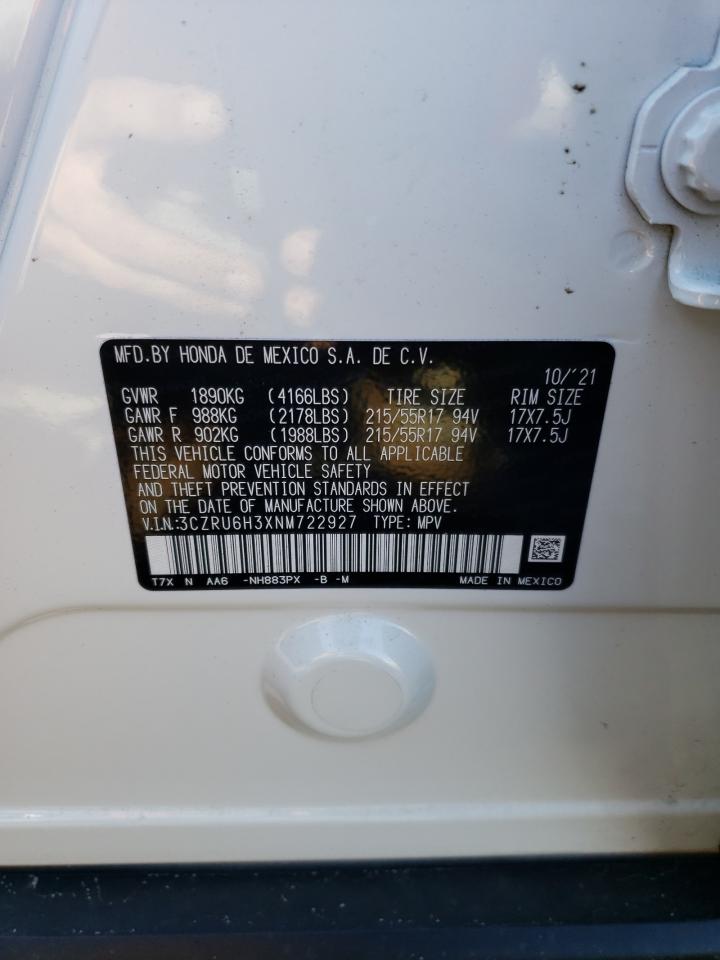 MFD.BY HONDA DE MEXICO S.A. DE C.V.
10/'21
GVWR 1890KG (4166LBS) TIRE SIZE RIM SIZE
GAWR F 988KG (2178LBS) 215/55R17 94V 17X7.5J
GAWR R 902KG (1988LBS) 215/55R17 94V 17X7.5J
THIS VEHICLE CONFORMS TO ALL APPLICABLE
FEDERAL MOTOR VEHICLE SAFETY
AND THEFT PREVENTION STANDARDS IN EFFECT
ON THE DATE OF MANUFACTURE SHOWN ABOVE.
V.I.N.:3CZRU6H3XNM722927 TYPE: MPV
T7X N AA6 -NH883PX -B -M MADE IN MEXICO